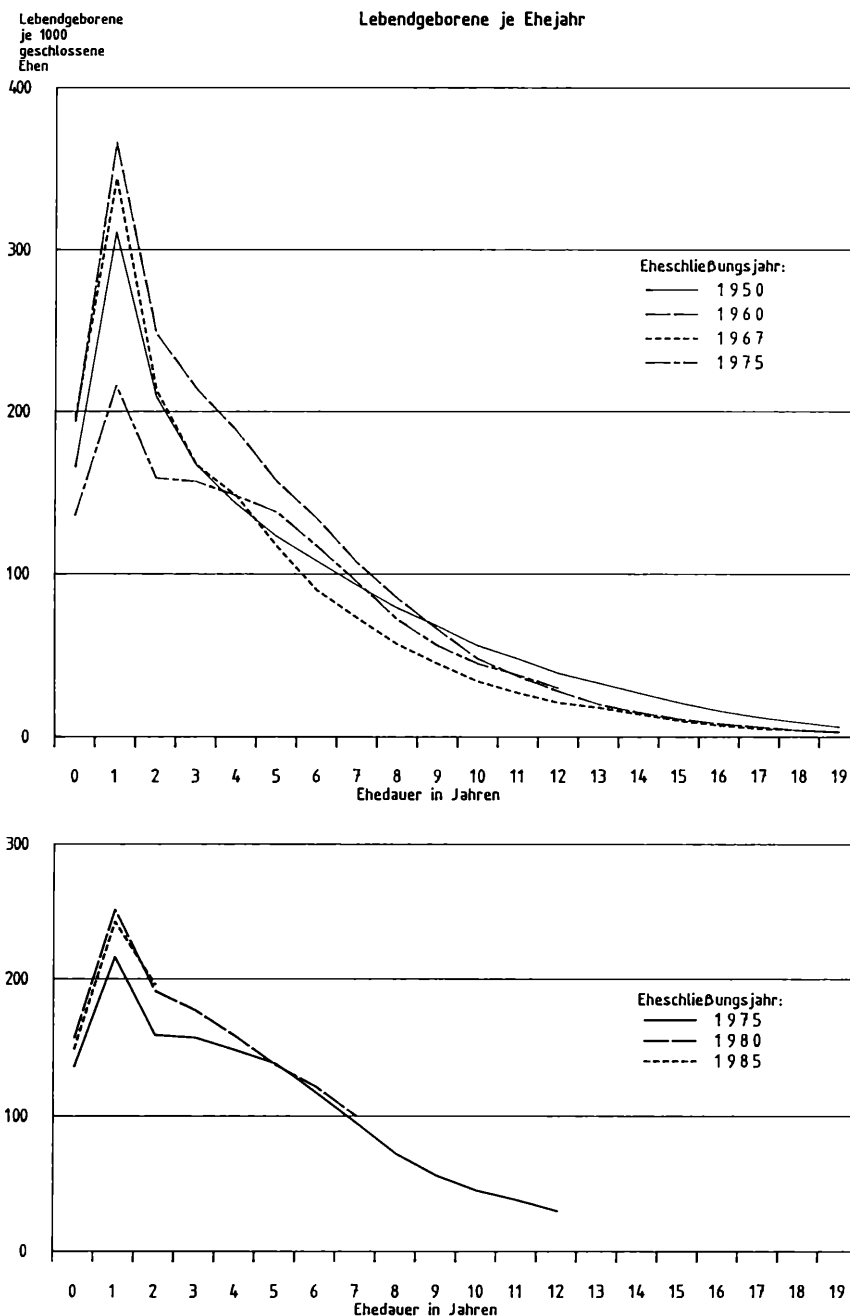 Lebendgeborene je Ehejahr
Lebendgeborene
je 1000
geschlossene
Ehen
400
300
200
100
0
Eheschließungsjahr:
1950
1960
1967
1975
0 1 2 3 4 5 6 7 8 9 10 11 12 13 14 15 16 17 18 19
Ehedauer in Jahren
300
200
100
0
Eheschließungsjahr:
1975
1980
1985
0 1 2 3 4 5 6 7 8 9 10 11 12 13 14 15 16 17 18 19
Ehedauer in Jahren